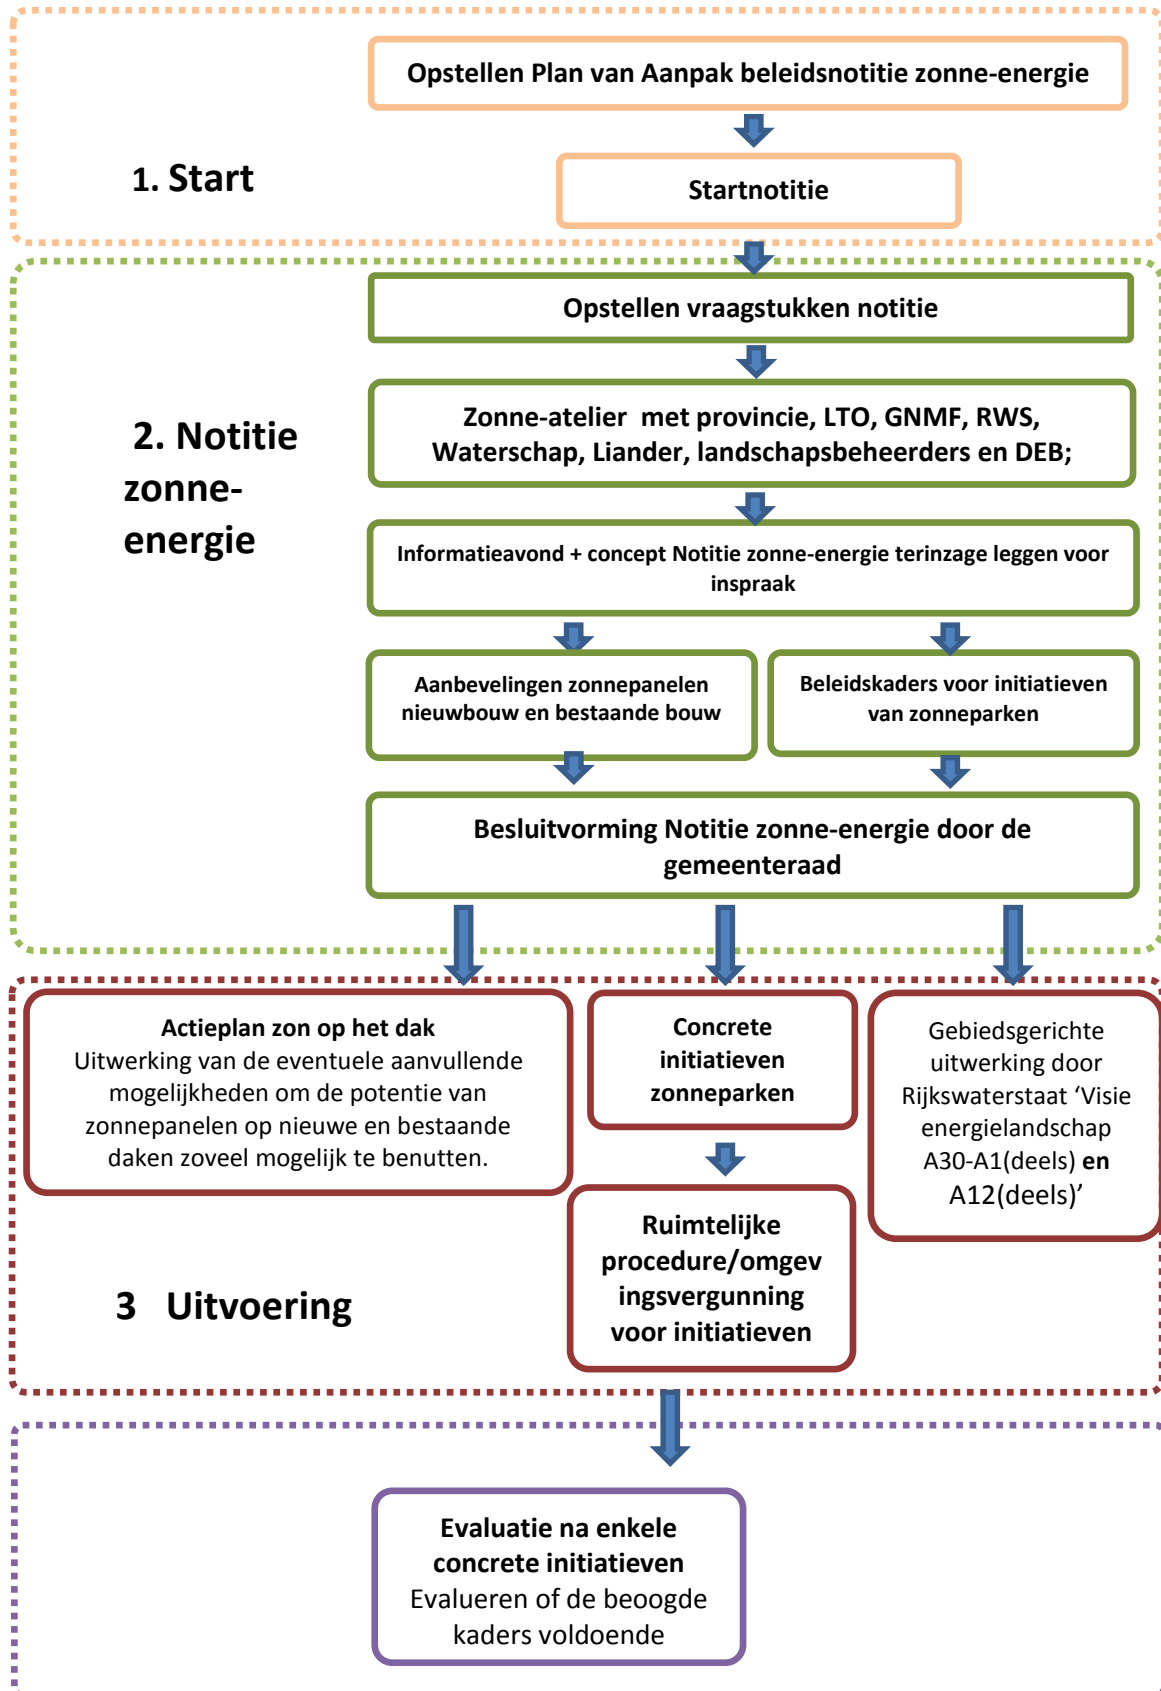 Opstellen Plan van Aanpak beleidsnotitie zonne-energie
1. Start
Startnotitie
Opstellen vraagstukken notitie
2. Notitie
zonne-
energie
Zonne-atelier  met provincie, LTO, GNMF, RWS,
Waterschap, Liander, landschapsbeheerders en DEB;
Informatieavond + concept Notitie zonne-energie terinzage leggen voor
inspraak
Aanbevelingen zonnepanelen
nieuwbouw en bestaande bouw
Beleidskaders voor initiatieven
van zonneparken
Besluitvorming Notitie zonne-energie door de
gemeenteraad
Actieplan zon op het dak
Uitwerking van de eventuele aanvullende
mogelijkheden om de potentie van
zonnepanelen op nieuwe en bestaande
daken zoveel mogelijk te benutten.
Concrete
initiatieven
zonneparken
Gebiedsgerichte
uitwerking door
Rijkswaterstaat ‘Visie
energielandschap
A30-A1(deels) en
A12(deels)’
Ruimtelijke
procedure/omgev
ingsvergunning
voor initiatieven
3   Uitvoering
Evaluatie na enkele
concrete initiatieven
Evalueren of de beoogde
kaders voldoende